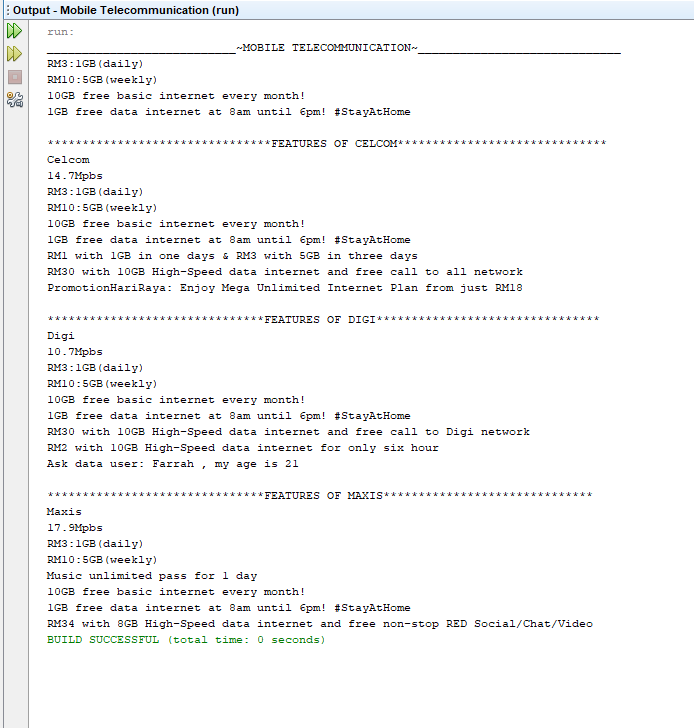 Output - Mobile Telecommunication (run)
run:
___________________________~MOBILE TELECOMMUNICATION~_____________________________
RM3:1GB(daily)
RM10:5GB(weekly)
10GB free basic internet every month!
1GB free data internet at 8am until 6pm! #StayAtHome
********************************FEATURES OF CELCOM******************************
Celcom
14.7Mpbs
RM3:1GB(daily)
RM10:5GB(weekly)
10GB free basic internet every month!
1GB free data internet at 8am until 6pm! #StayAtHome
RM1 with 1GB in one days & RM3 with 5GB in three days
RM30 with 10GB High-Speed data internet and free call to all network
PromotionHariRaya: Enjoy Mega Unlimited Internet Plan from just RM18
*******************************FEATURES OF DIGI********************************
Digi
10.7Mpbs
RM3:1GB(daily)
RM10:5GB(weekly)
10GB free basic internet every month!
1GB free data internet at 8am until 6pm! #StayAtHome
RM30 with 10GB High-Speed data internet and free call to Digi network
RM2 with 10GB High-Speed data internet for only six hour
Ask data user: Farrah , my age is 21
*******************************FEATURES OF MAXIS******************************
Maxis
17.9Mpbs
RM3:1GB(daily)
RM10:5GB(weekly)
Music unlimited pass for 1 day
10GB free basic internet every month!
1GB free data internet at 8am until 6pm! #StayAtHome
RM34 with 8GB High-Speed data internet and free non-stop RED Social/Chat/Video
BUILD SUCCESSFUL (total time: 0 seconds)